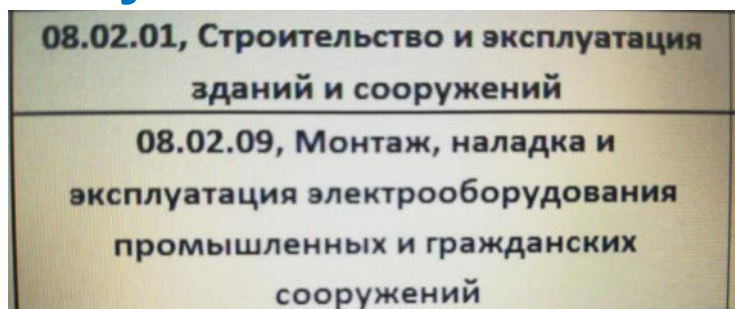 08.02.01, Строительство и эксплуатация
зданий и сооружений
08.02.09, Монтаж, наладка и
эксплуатация электрооборудования
промышленных и гражданских
сооружений